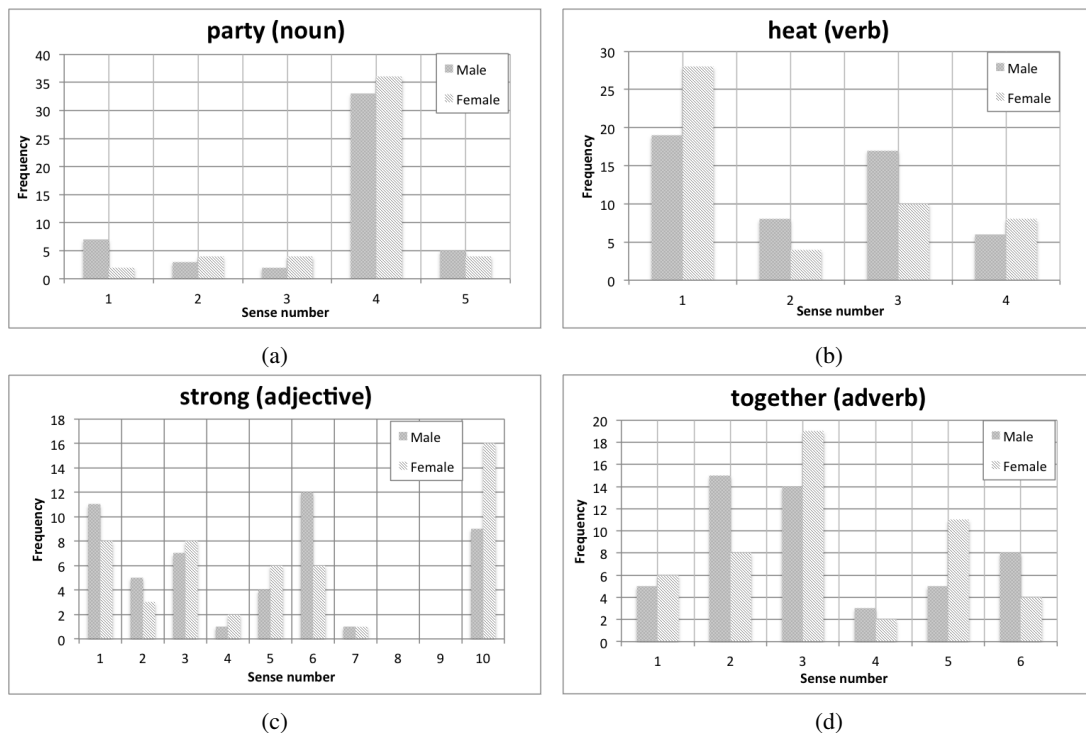 party (noun)
40
35
30
25
20
15
10
5
0
Frequency
Male
Female
1 2 3 4 5
Sense number
(a)
heat (verb)
30
25
20
15
10
5
0
Frequency
Male
Female
1 2 3 4
Sense number
(b)
strong (adjective)
18
16
14
12
10
8
6
4
2
0
Frequency
Male
Female
1 2 3 4 5 6 7 8 9 10
Sense number
(c)
together (adverb)
20
18
16
14
12
10
8
6
4
2
0
Frequency
Male
Female
1 2 3 4 5 6
Sense number
(d)